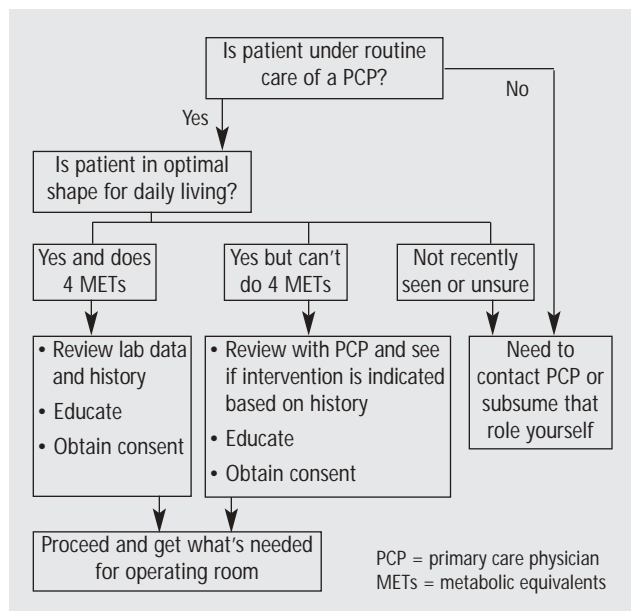 Is patient under routine
care of a PCP?
No
Yes
Is patient in optimal
shape for daily living?
Yes and does
4 METs
Yes but can't
do 4 METs
Not recently
seen or unsure
• Review lab data
and history
• Educate
• Obtain consent
• Review with PCP and see
if intervention is indicated
based on history
• Educate
• Obtain consent
Need to
contact PCP or
subsume that
role yourself
Proceed and get what's needed
for operating room
PCP = primary care physician
METs = metabolic equivalents